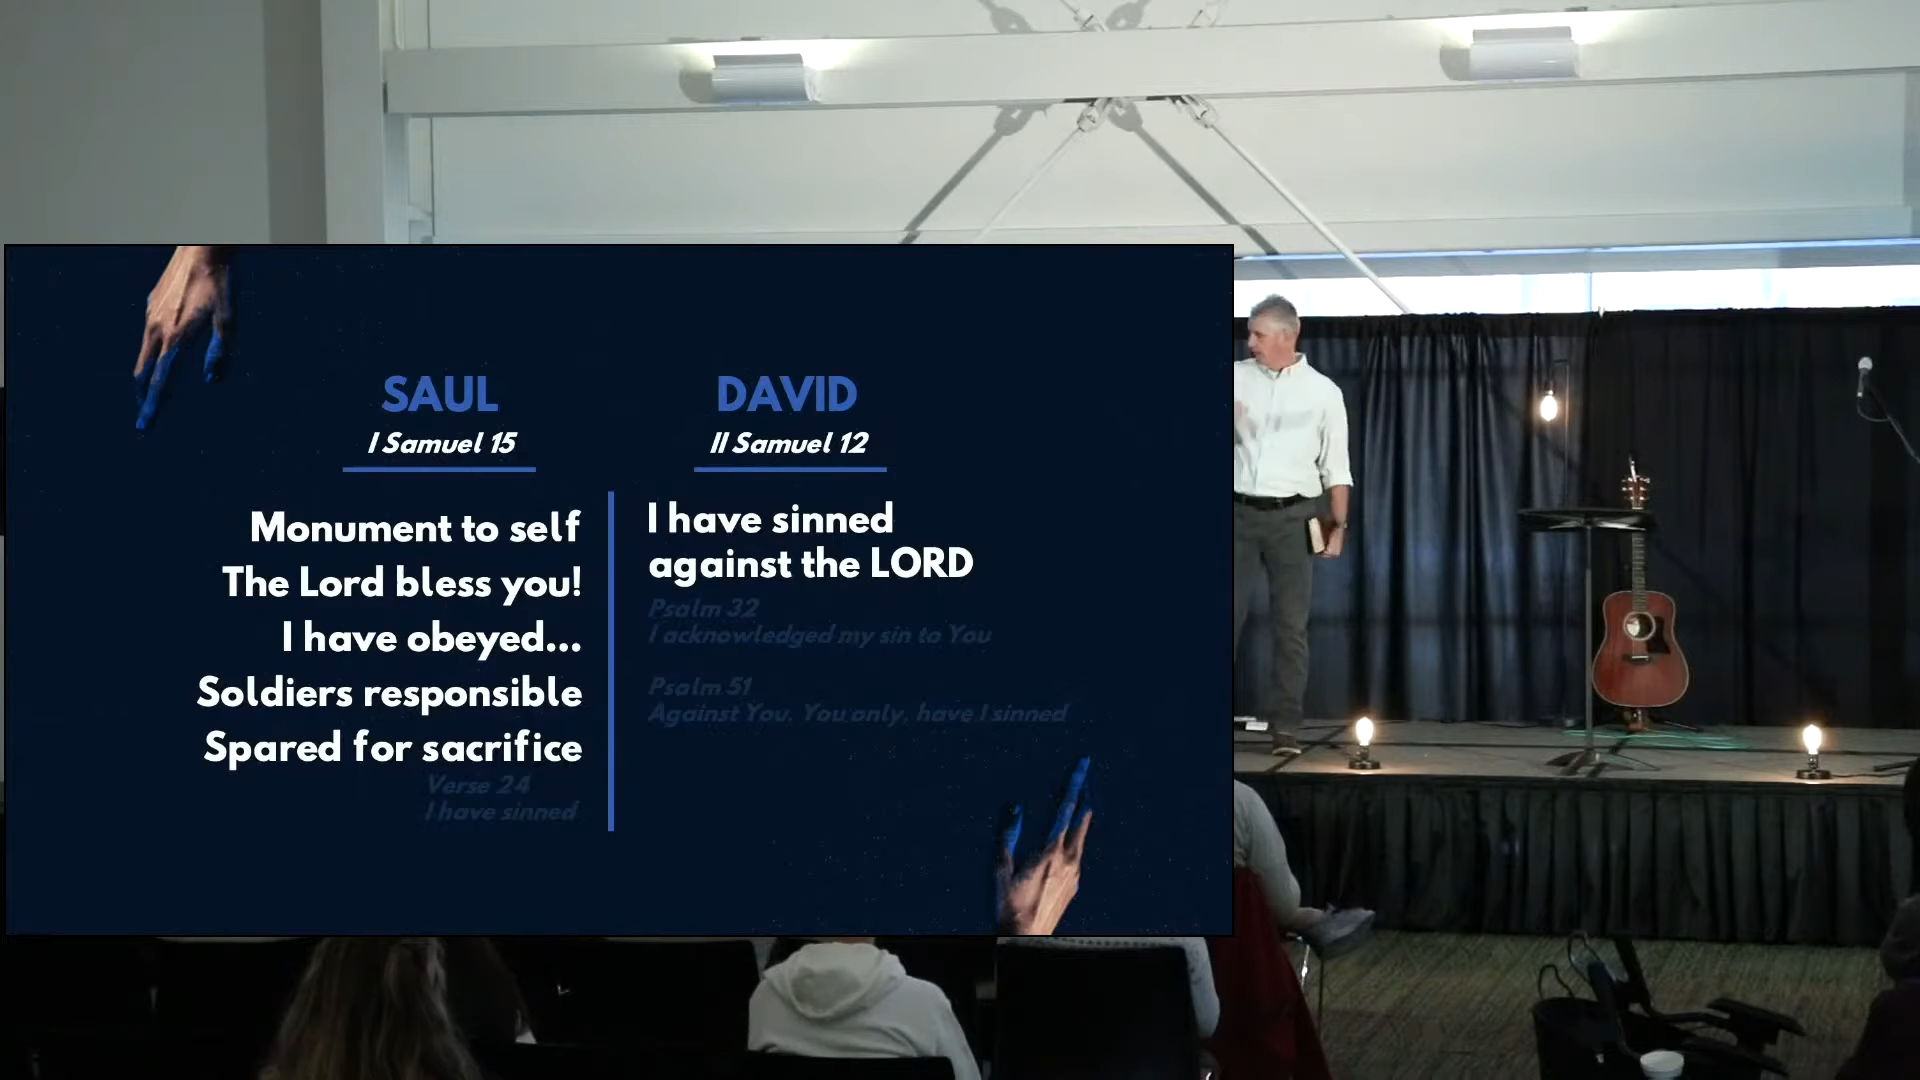 SAUL
I Samuel 15
Monument to self
The Lord bless you!
I have obeyed...
Soldiers responsible
Spared for sacrifice
Verse 24
I have sinned
DAVID
II Samuel 12
I have sinned
against the LORD
Psalm 32
I acknowledged my sin to You
Psalm 51
Against You, You only, have I sinned